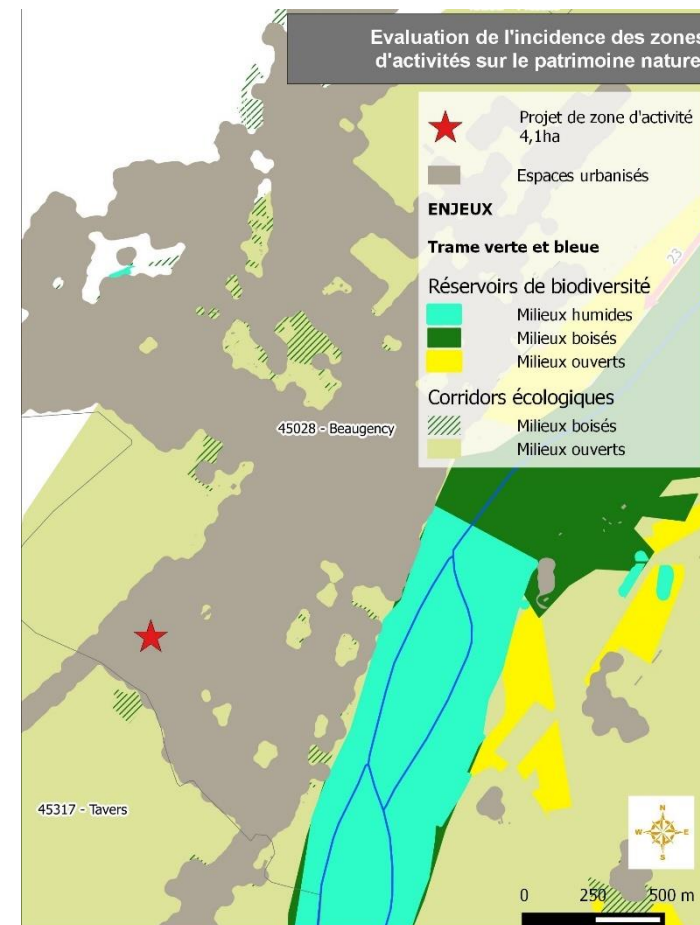 Evaluation de l'incidence des zones
d'activités sur le patrimoine nature
Projet de zone d'activité
4,1ha
Espaces urbanisés
ENJEUX
Trame verte et bleue
23
Réservoirs de biodiversité
Milieux humides
Milieux boisés
Milieux ouverts
Corridors écologiques
Milieux boisés
Milieux ouverts
45028 - Beaugency
45317 - Tavers
N
W
E
S
0 250 500 m